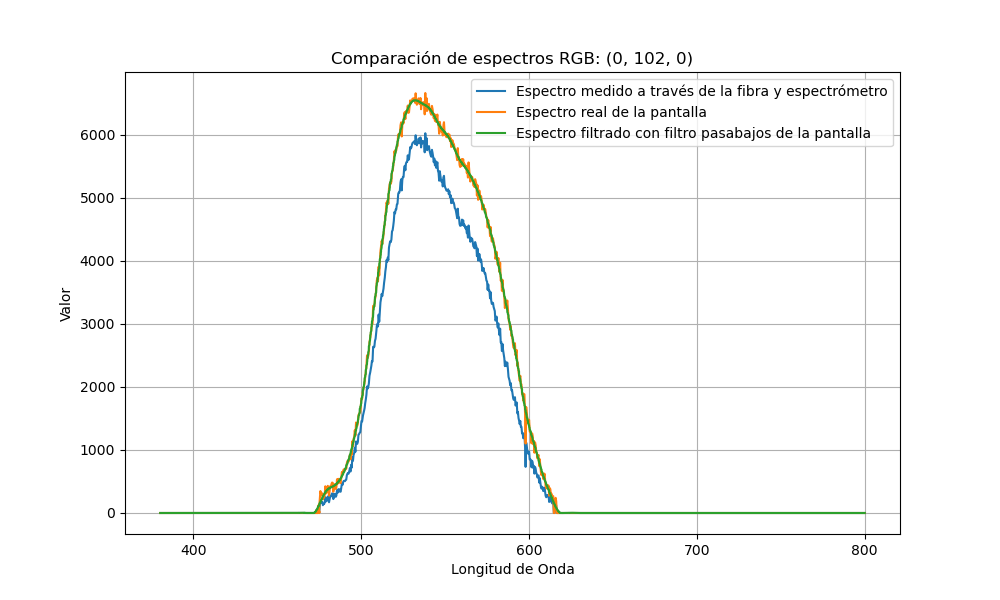 Comparación de espectros RGB: (0, 102, 0)
Espectro medido a través de la fibra y espectrómetro
Espectro real de la pantalla
Espectro filtrado con filtro pasabajos de la pantalla
Valor
6000
5000
4000
3000
2000
1000
0
400
500
600
700
800
Longitud de Onda